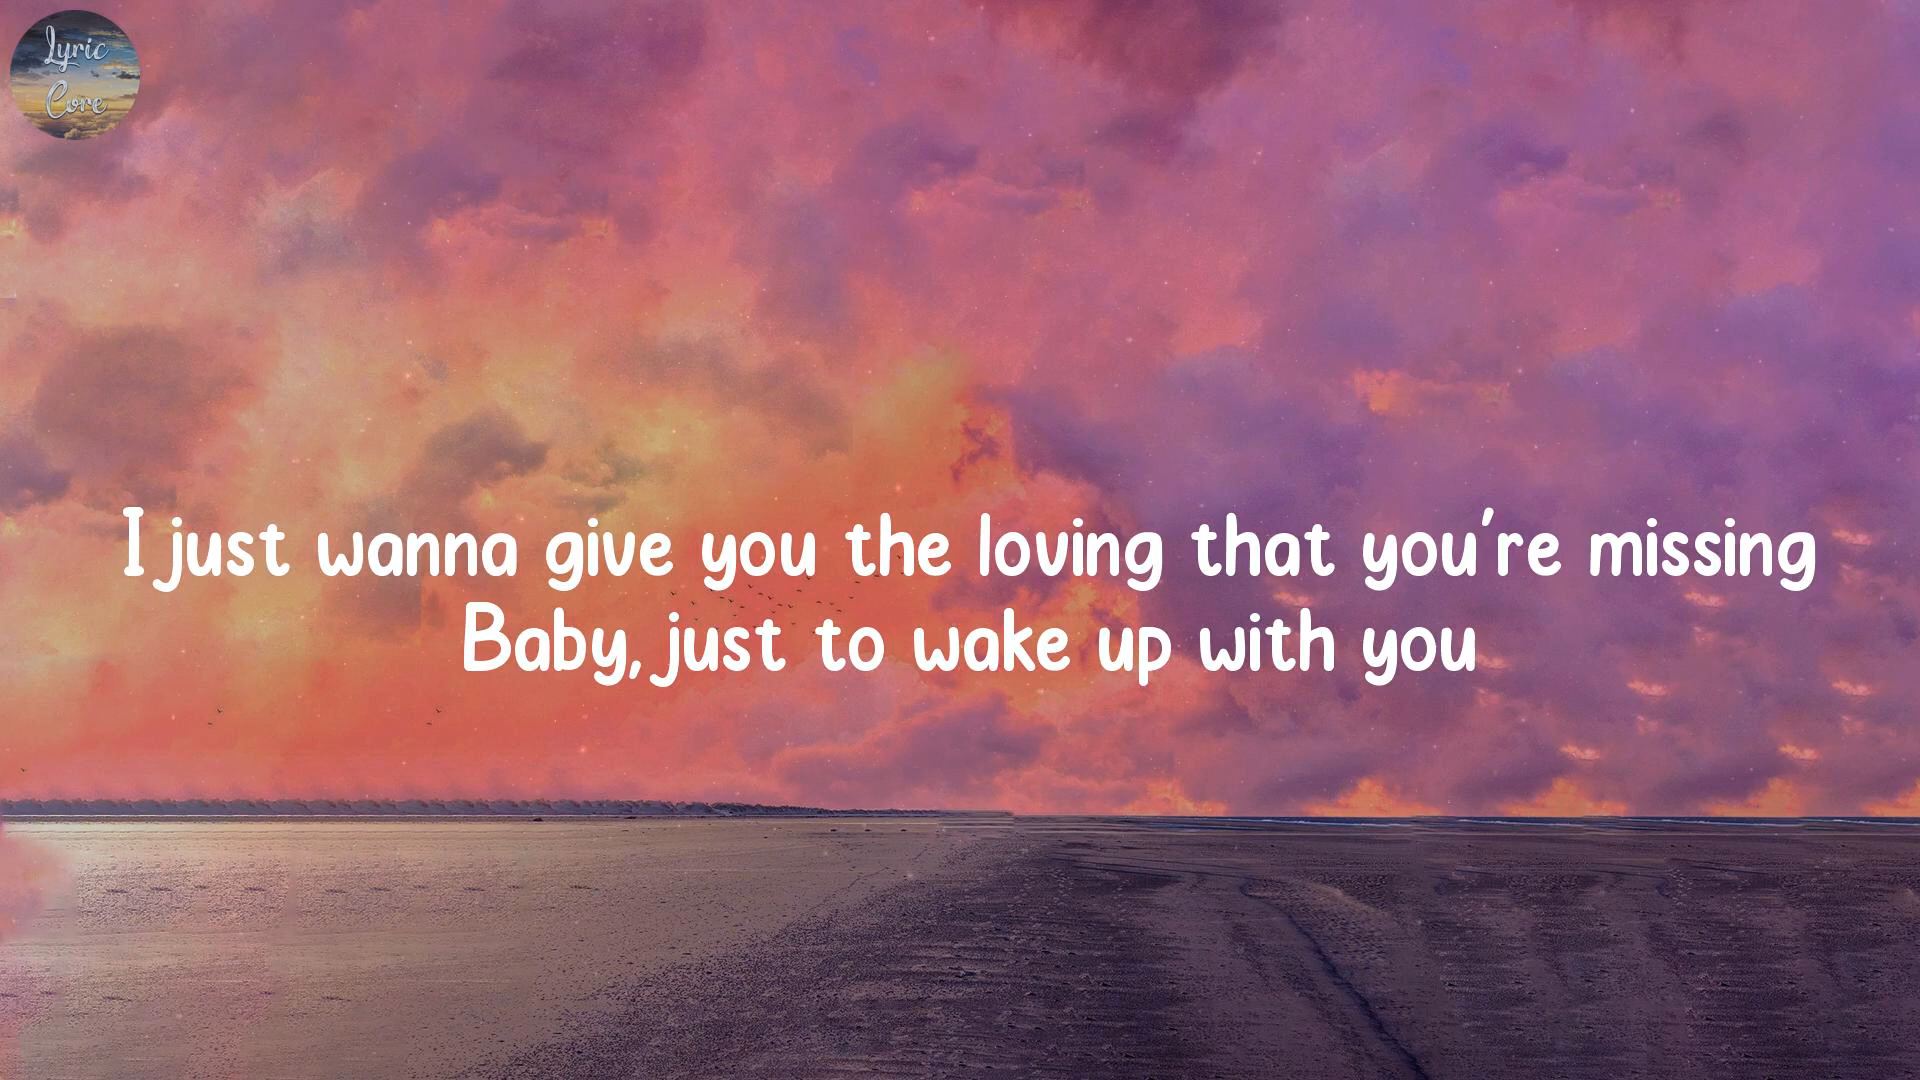 Lyric
Core
I just wanna give you the loving that you're missing
Baby, just to wake up with you